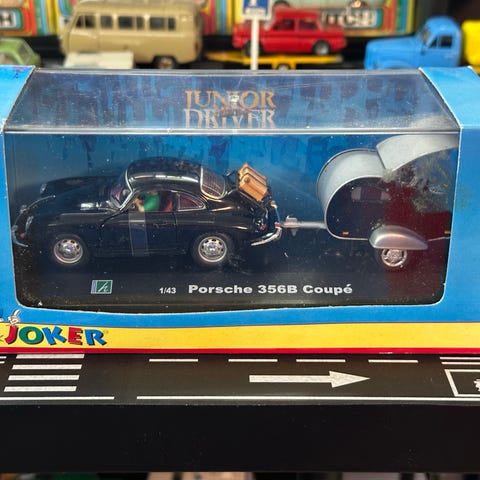 JUNIOR
DRIVER
1/43 Porsche 356B Coupé
JOKER